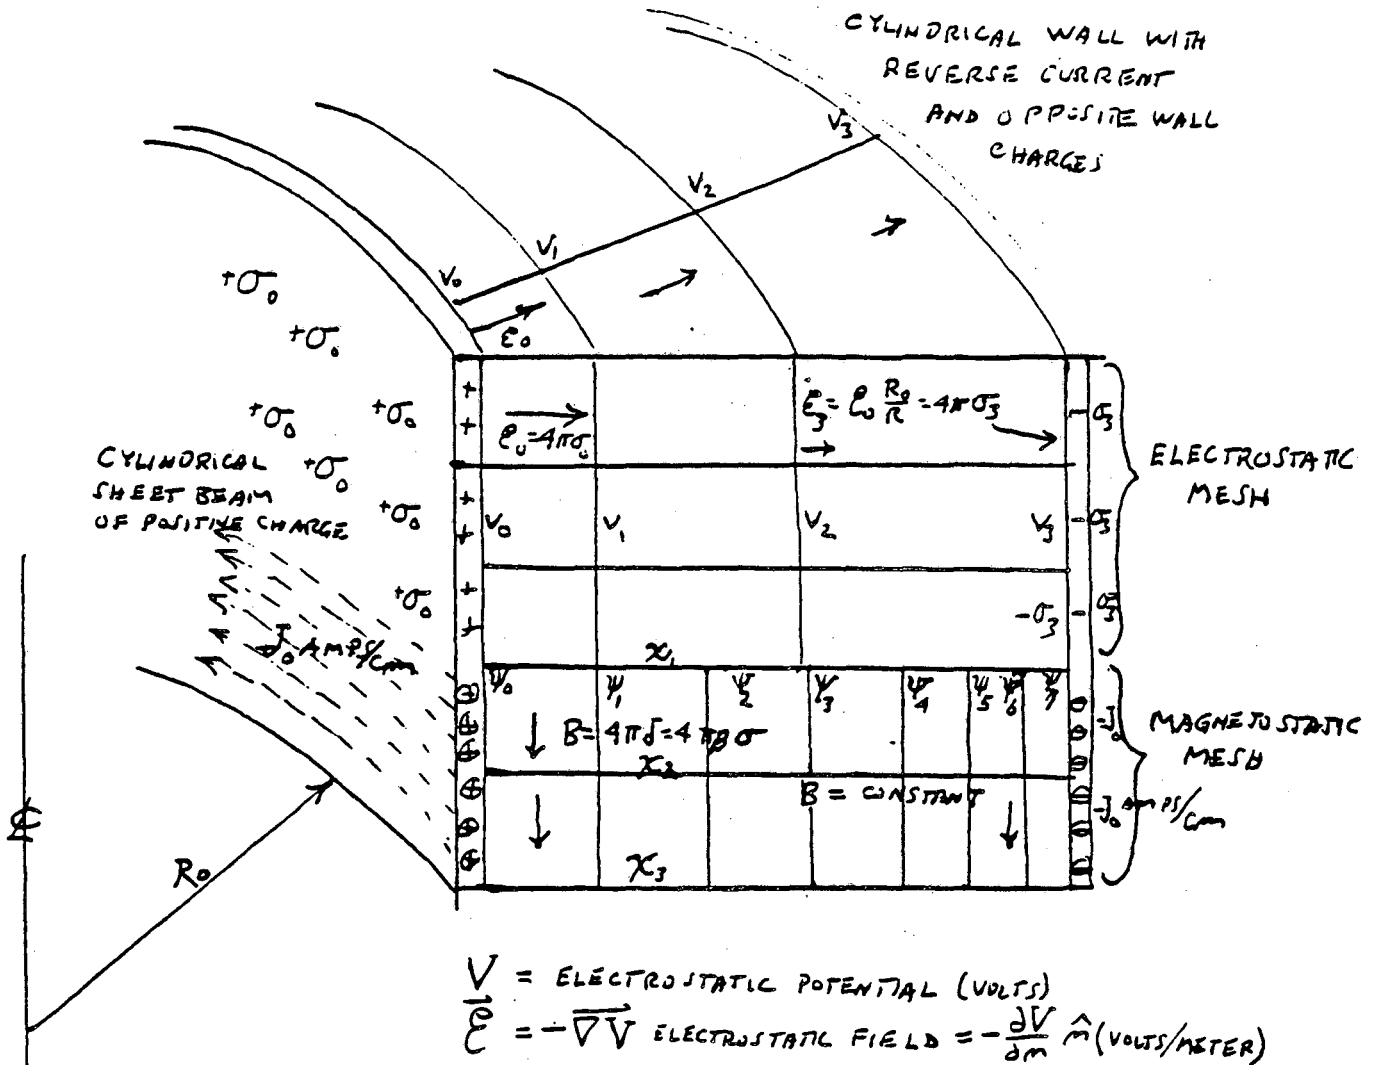 CYLINDRICAL WALL WITH
REVERSE CURRENT
AND OPPOSITE WALL
CHARGES
V₃
V₂
V₁
V₀
ℰ₀
+σ₀
+σ₀
+σ₀ +σ₀
+σ₀
+σ₀
+σ₀
CYLINDRICAL
SHEET BEAM
OF POSITIVE CHARGE
J₀ AMPS/cm
+
+
+
+
+
+
ℰ₀=4πσ₀
ℰ₃=ℰ₀ R₀/R=4πσ₃
- σ₃
V₀ V₁ V₂ V₃ - σ₃
-σ₃ - σ₃
ELECTROSTATIC
MESH
χ₁
Ψ₀ Ψ₁ Ψ₂ Ψ₃ Ψ₄ Ψ₅ Ψ₆ Ψ₇
B=4πJ=4πβσ
χ₂
B = CONSTANT
χ₃
-J₀
-J₀ AMPS/cm
MAGNETOSTATIC
MESH
℄
R₀
V = ELECTROSTATIC POTENTIAL (VOLTS)
ℰ = -∇V ELECTROSTATIC FIELD = -∂V/∂n n̂ (VOLTS/METER)